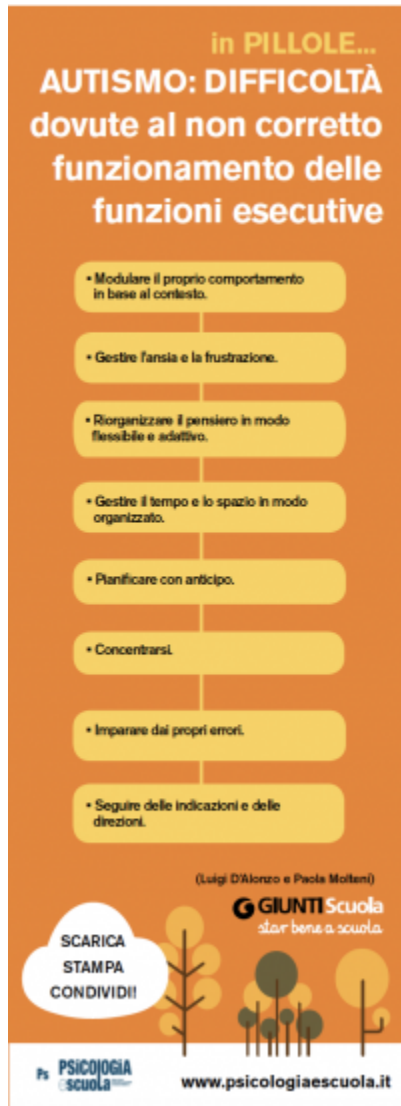 in PILLOLE...
AUTISMO: DIFFICOLTÀ
dovute al non corretto
funzionamento delle
funzioni esecutive
• Modulare il proprio comportamento
in base al contesto.
• Gestire l'ansia e la frustrazione.
• Riorganizzare il pensiero in modo
flessibile e adattivo.
• Gestire il tempo e lo spazio in modo
organizzato.
• Pianificare con anticipo.
• Concentrarsi.
• Imparare dai propri errori.
• Seguire delle indicazioni e delle
direzioni.
(Luigi D'Alonzo e Paola Molteni)
GIUNTI Scuola
star bene a scuola
SCARICA
STAMPA
CONDIVIDI!
Ps PSICOlOGIA
escuola
www.psicologiaescuola.it